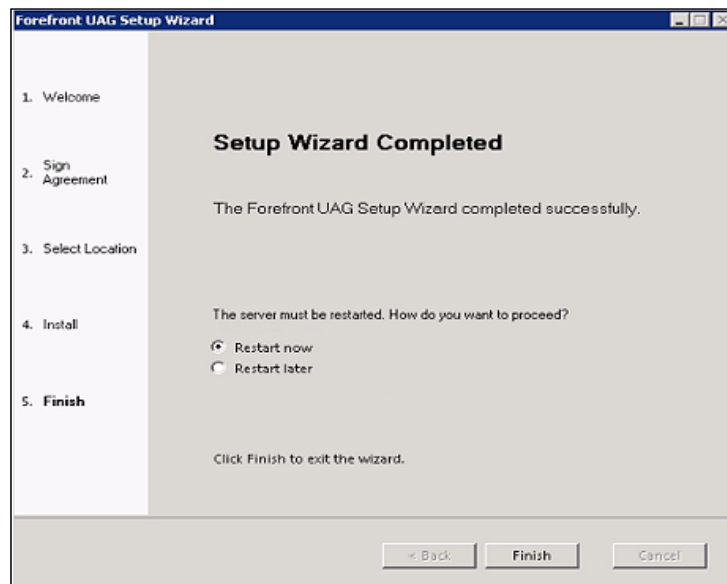 Forefront UAG Setup Wizard
1. Welcome
2. Sign
Agreement
3. Select Location
4. Install
5. Finish
Setup Wizard Completed
The Forefront UAG Setup Wizard completed successfully.
The server must be restarted. How do you want to proceed?
Restart now
Restart later
Click Finish to exit the wizard.
< Back
Finish
Cancel